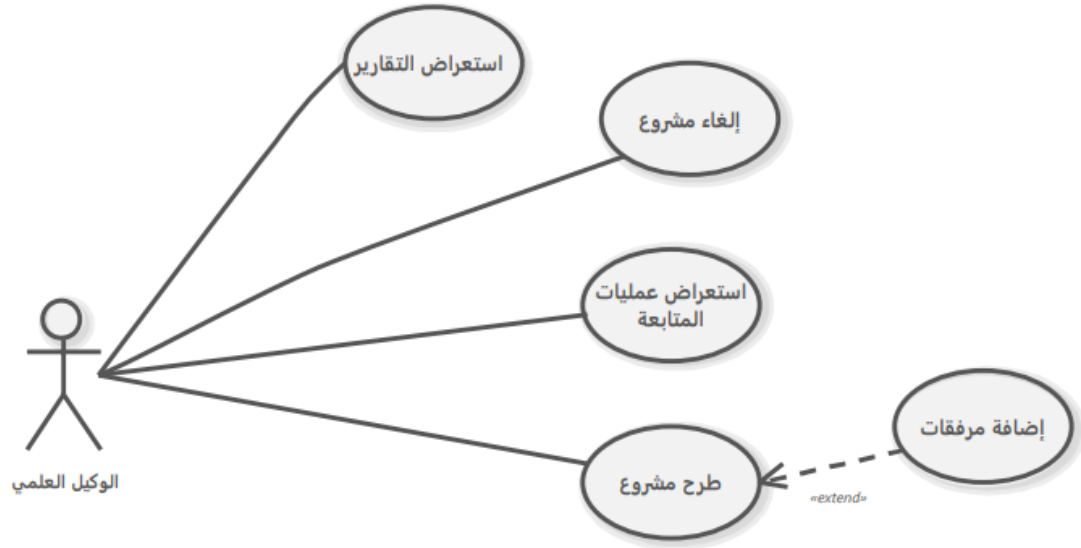 استعراض التقارير
إلغاء مشروع
استعراض عمليات
المتابعة
إضافة مرفقات
طرح مشروع
«extend»
الوكيل العلمي